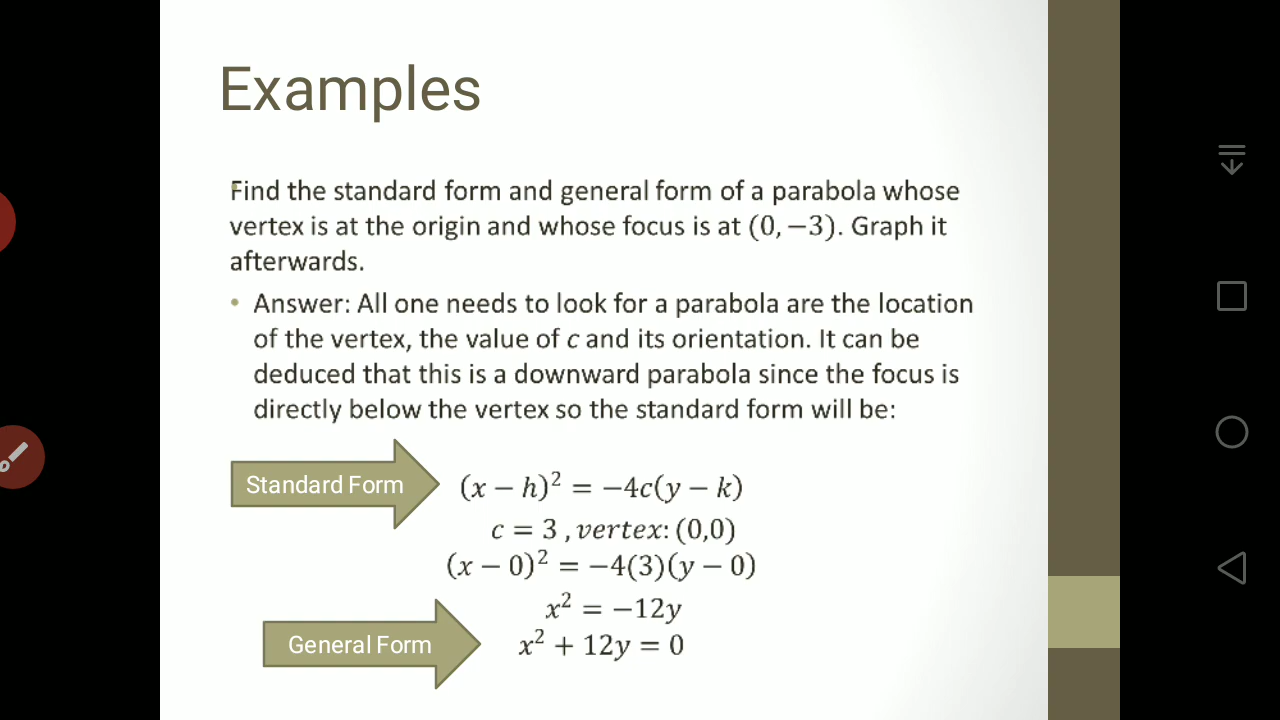 Examples
Find the standard form and general form of a parabola whose
vertex is at the origin and whose focus is at (0, −3). Graph it
afterwards.
• Answer: All one needs to look for a parabola are the location
of the vertex, the value of c and its orientation. It can be
deduced that this is a downward parabola since the focus is
directly below the vertex so the standard form will be:
Standard Form (x − h)² = −4c(y − k)
c = 3 , vertex: (0,0)
(x − 0)² = −4(3)(y − 0)
x² = −12y
General Form x² + 12y = 0